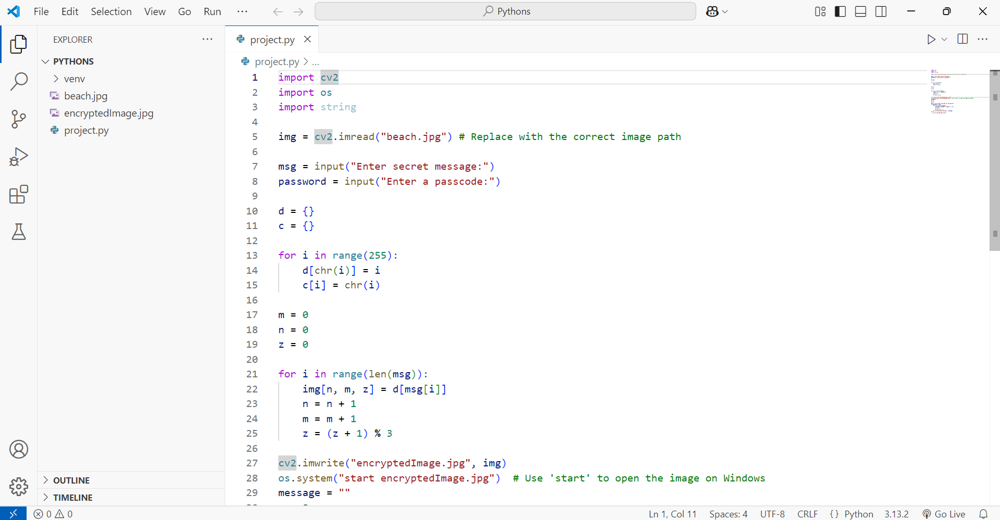 File Edit Selection View Go Run ··· Pythons
EXPLORER ···
PYTHONS
venv
beach.jpg
encryptedImage.jpg
project.py
OUTLINE
TIMELINE
project.py
project.py > ...
1 import cv2
2 import os
3 import string
4
5 img = cv2.imread("beach.jpg") # Replace with the correct image path
6
7 msg = input("Enter secret message:")
8 password = input("Enter a passcode:")
9
10 d = {}
11 c = {}
12
13 for i in range(255):
14     d[chr(i)] = i
15     c[i] = chr(i)
16
17 m = 0
18 n = 0
19 z = 0
20
21 for i in range(len(msg)):
22     img[n, m, z] = d[msg[i]]
23     n = n + 1
24     m = m + 1
25     z = (z + 1) % 3
26
27 cv2.imwrite("encryptedImage.jpg", img)
28 os.system("start encryptedImage.jpg")  # Use 'start' to open the image on Windows
29 message = ""
0 0 Ln 1, Col 11 Spaces: 4 UTF-8 CRLF {} Python 3.13.2 Go Live